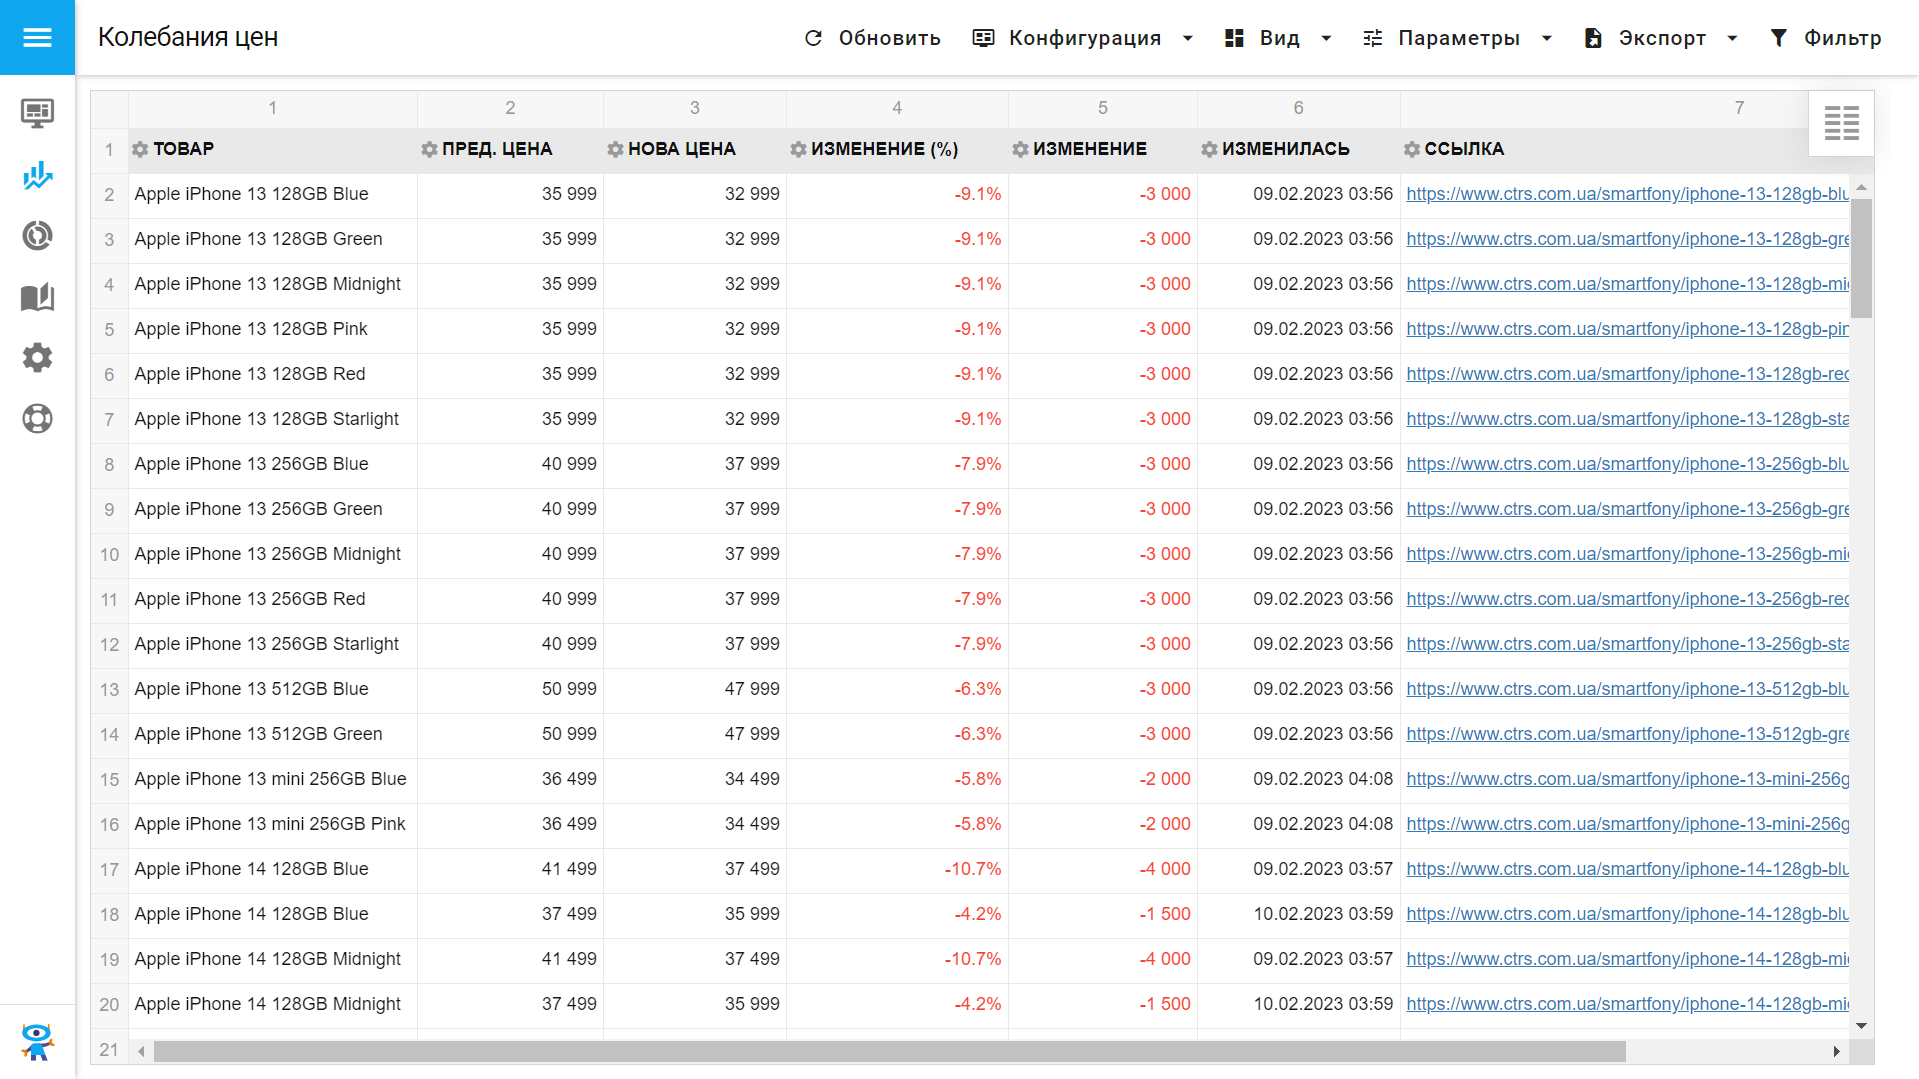 Колебания цен
Обновить Конфигурация Вид Параметры Экспорт Фильтр
1 2 3 4 5 6 7
1 ТОВАР ПРЕД. ЦЕНА НОВА ЦЕНА ИЗМЕНЕНИЕ (%) ИЗМЕНЕНИЕ ИЗМЕНИЛАСЬ ССЫЛКА
2 Apple iPhone 13 128GB Blue 35 999 32 999 -9.1% -3 000 09.02.2023 03:56 https://www.ctrs.com.ua/smartfony/iphone-13-128gb-blu
3 Apple iPhone 13 128GB Green 35 999 32 999 -9.1% -3 000 09.02.2023 03:56 https://www.ctrs.com.ua/smartfony/iphone-13-128gb-gre
4 Apple iPhone 13 128GB Midnight 35 999 32 999 -9.1% -3 000 09.02.2023 03:56 https://www.ctrs.com.ua/smartfony/iphone-13-128gb-mi
5 Apple iPhone 13 128GB Pink 35 999 32 999 -9.1% -3 000 09.02.2023 03:56 https://www.ctrs.com.ua/smartfony/iphone-13-128gb-pin
6 Apple iPhone 13 128GB Red 35 999 32 999 -9.1% -3 000 09.02.2023 03:56 https://www.ctrs.com.ua/smartfony/iphone-13-128gb-red
7 Apple iPhone 13 128GB Starlight 35 999 32 999 -9.1% -3 000 09.02.2023 03:56 https://www.ctrs.com.ua/smartfony/iphone-13-128gb-sta
8 Apple iPhone 13 256GB Blue 40 999 37 999 -7.9% -3 000 09.02.2023 03:56 https://www.ctrs.com.ua/smartfony/iphone-13-256gb-blu
9 Apple iPhone 13 256GB Green 40 999 37 999 -7.9% -3 000 09.02.2023 03:56 https://www.ctrs.com.ua/smartfony/iphone-13-256gb-gre
10 Apple iPhone 13 256GB Midnight 40 999 37 999 -7.9% -3 000 09.02.2023 03:56 https://www.ctrs.com.ua/smartfony/iphone-13-256gb-mi
11 Apple iPhone 13 256GB Red 40 999 37 999 -7.9% -3 000 09.02.2023 03:56 https://www.ctrs.com.ua/smartfony/iphone-13-256gb-red
12 Apple iPhone 13 256GB Starlight 40 999 37 999 -7.9% -3 000 09.02.2023 03:56 https://www.ctrs.com.ua/smartfony/iphone-13-256gb-sta
13 Apple iPhone 13 512GB Blue 50 999 47 999 -6.3% -3 000 09.02.2023 03:56 https://www.ctrs.com.ua/smartfony/iphone-13-512gb-blu
14 Apple iPhone 13 512GB Green 50 999 47 999 -6.3% -3 000 09.02.2023 03:56 https://www.ctrs.com.ua/smartfony/iphone-13-512gb-gre
15 Apple iPhone 13 mini 256GB Blue 36 499 34 499 -5.8% -2 000 09.02.2023 04:08 https://www.ctrs.com.ua/smartfony/iphone-13-mini-256g
16 Apple iPhone 13 mini 256GB Pink 36 499 34 499 -5.8% -2 000 09.02.2023 04:08 https://www.ctrs.com.ua/smartfony/iphone-13-mini-256g
17 Apple iPhone 14 128GB Blue 41 499 37 499 -10.7% -4 000 09.02.2023 03:57 https://www.ctrs.com.ua/smartfony/iphone-14-128gb-blu
18 Apple iPhone 14 128GB Blue 37 499 35 999 -4.2% -1 500 10.02.2023 03:59 https://www.ctrs.com.ua/smartfony/iphone-14-128gb-blu
19 Apple iPhone 14 128GB Midnight 41 499 37 499 -10.7% -4 000 09.02.2023 03:57 https://www.ctrs.com.ua/smartfony/iphone-14-128gb-mi
20 Apple iPhone 14 128GB Midnight 37 499 35 999 -4.2% -1 500 10.02.2023 03:59 https://www.ctrs.com.ua/smartfony/iphone-14-128gb-mi
21